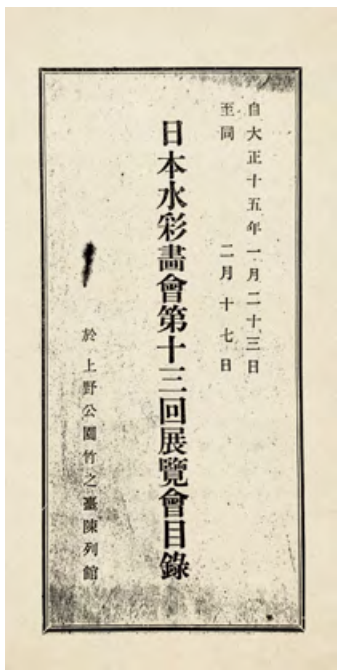 自大正十五年一月二十三日
至同　　　　二月十七日
日本水彩畫會第十三回展覽會目錄
於上野公園竹之臺陳列館